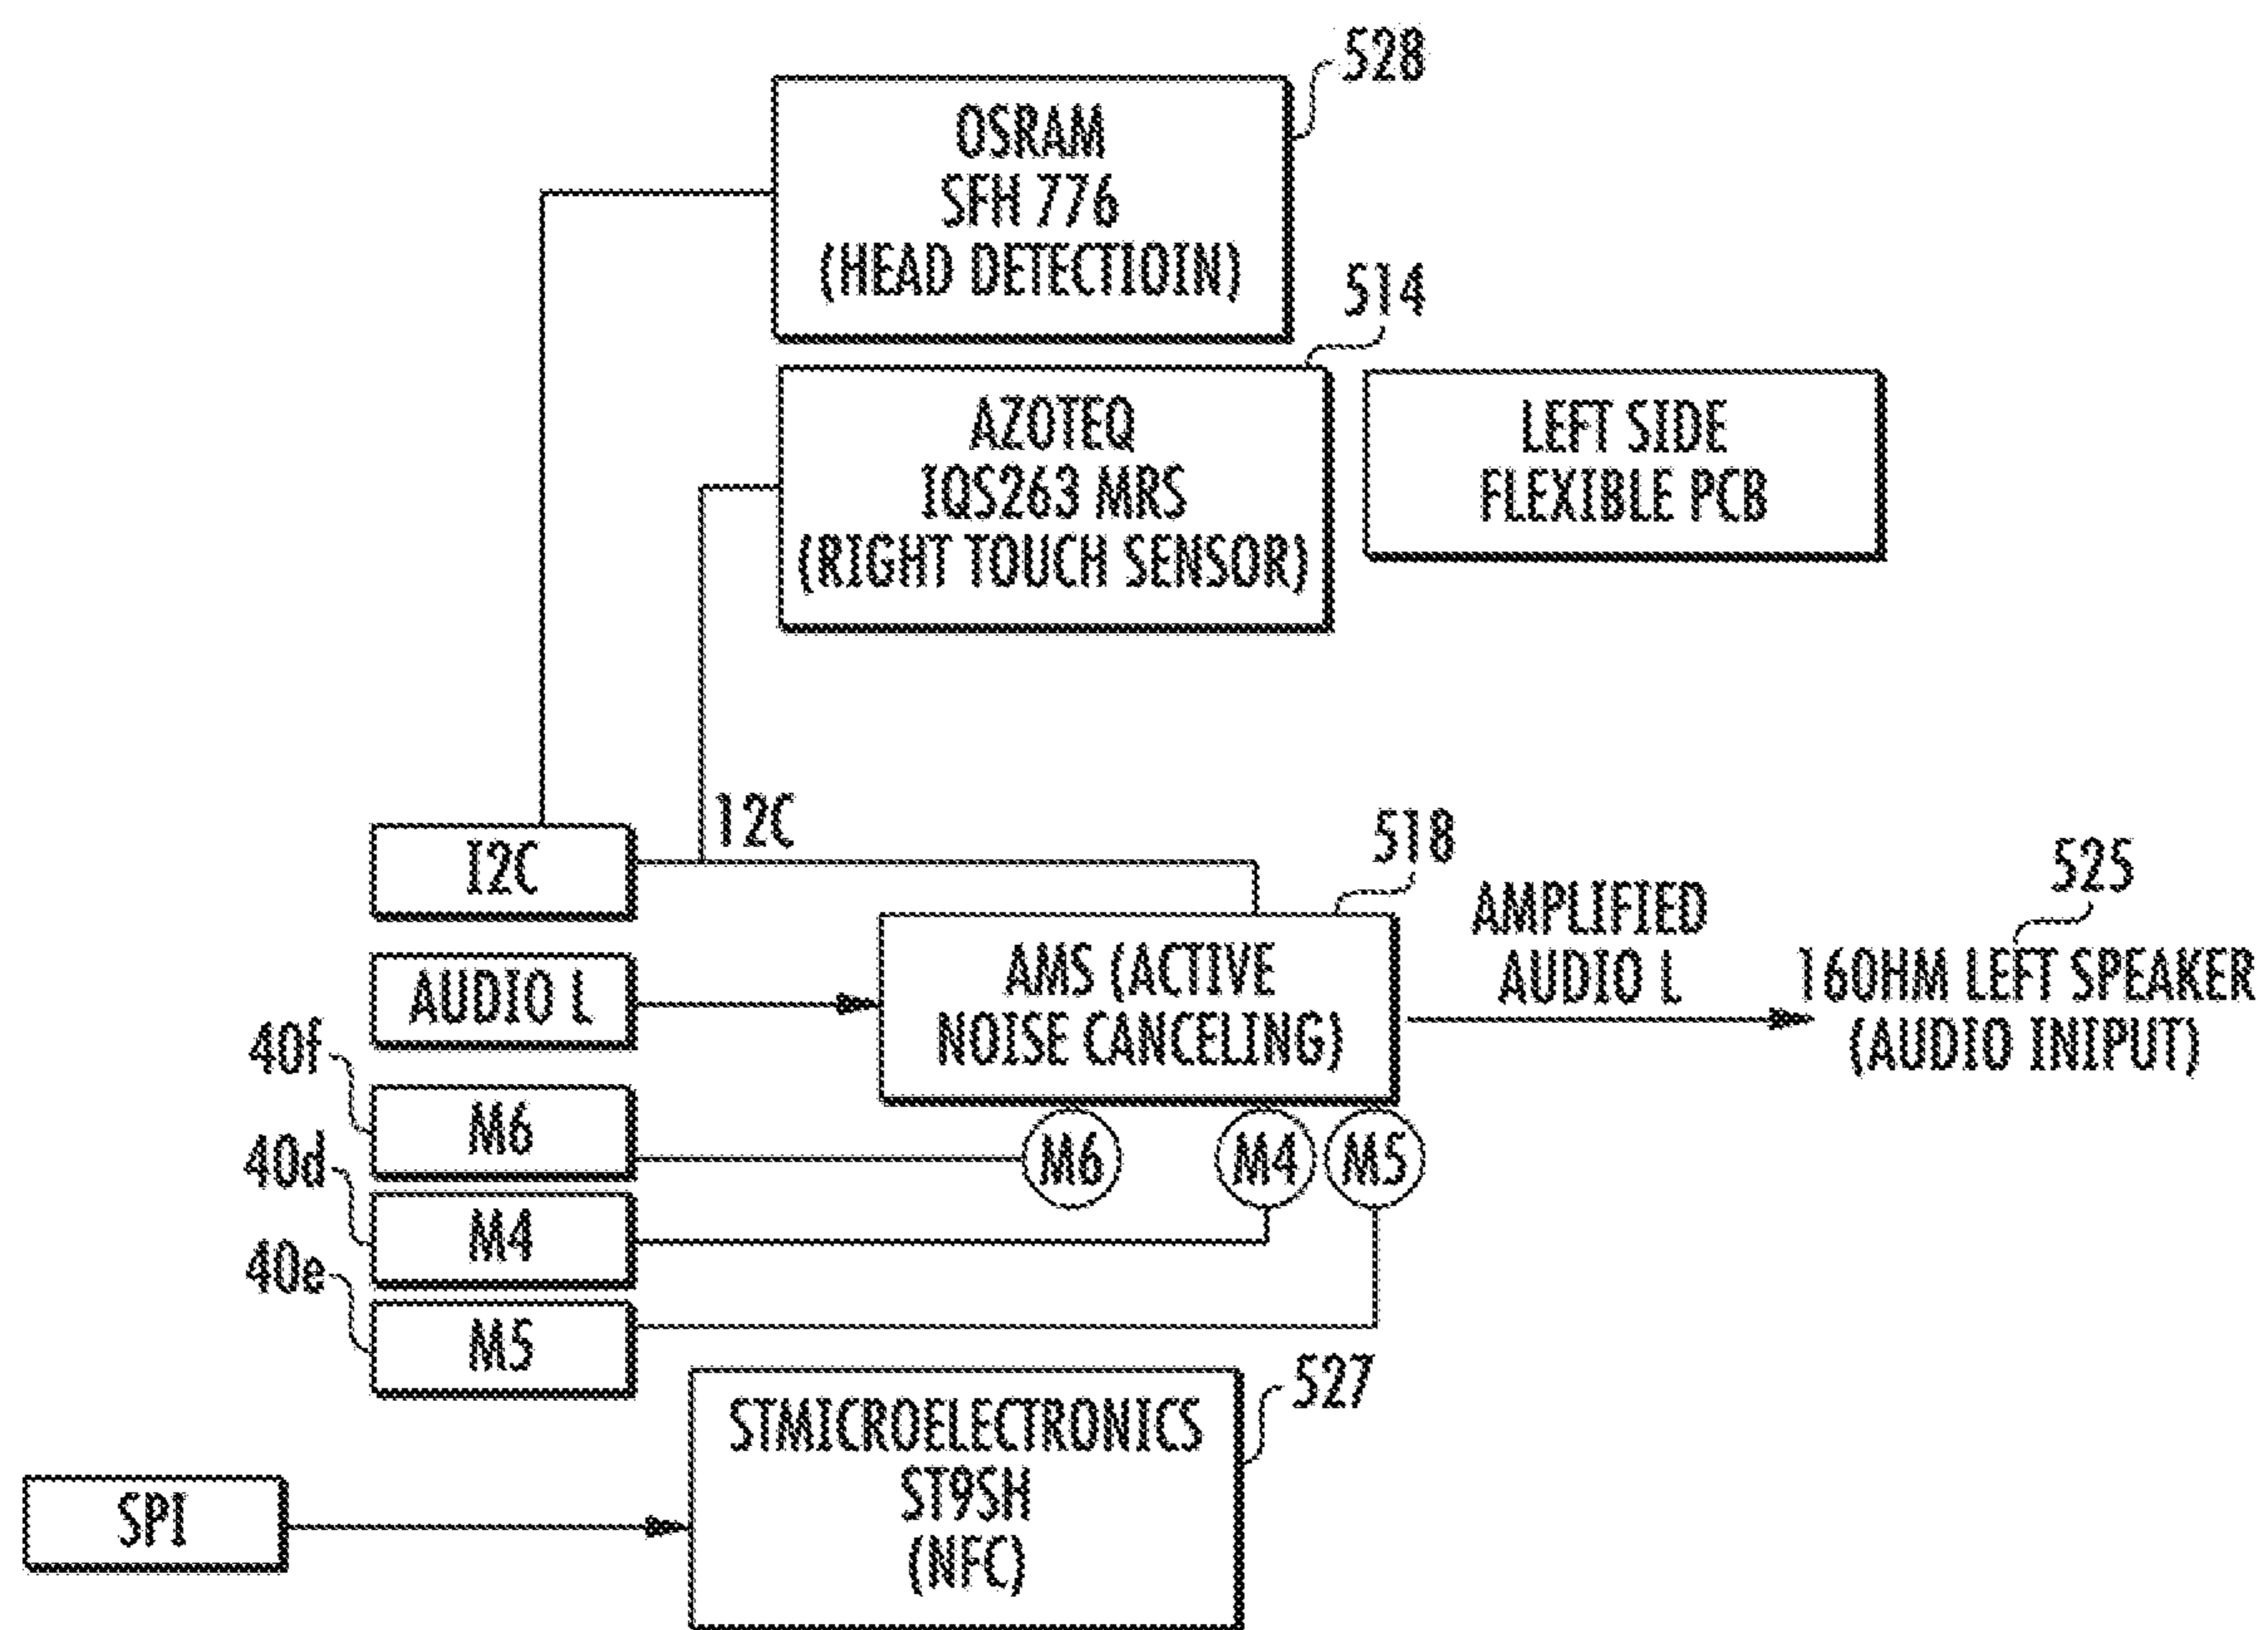 528
OSRAM
SFH 776
(HEAD DETECTIOIN)
514
AZOTEQ
IQS263 MRS
(RIGHT TOUCH SENSOR)
LEFT SIDE
FLEXIBLE PCB
I2C
12C
518
525
AUDIO L
AMS (ACTIVE
NOISE CANCELING)
AMPLIFIED
AUDIO L
160HM LEFT SPEAKER
(AUDIO INIPUT)
40f
M6
M6
M4
M5
40d
M4
40e
M5
527
STMICROELECTRONICS
ST9SH
(NFC)
SPI